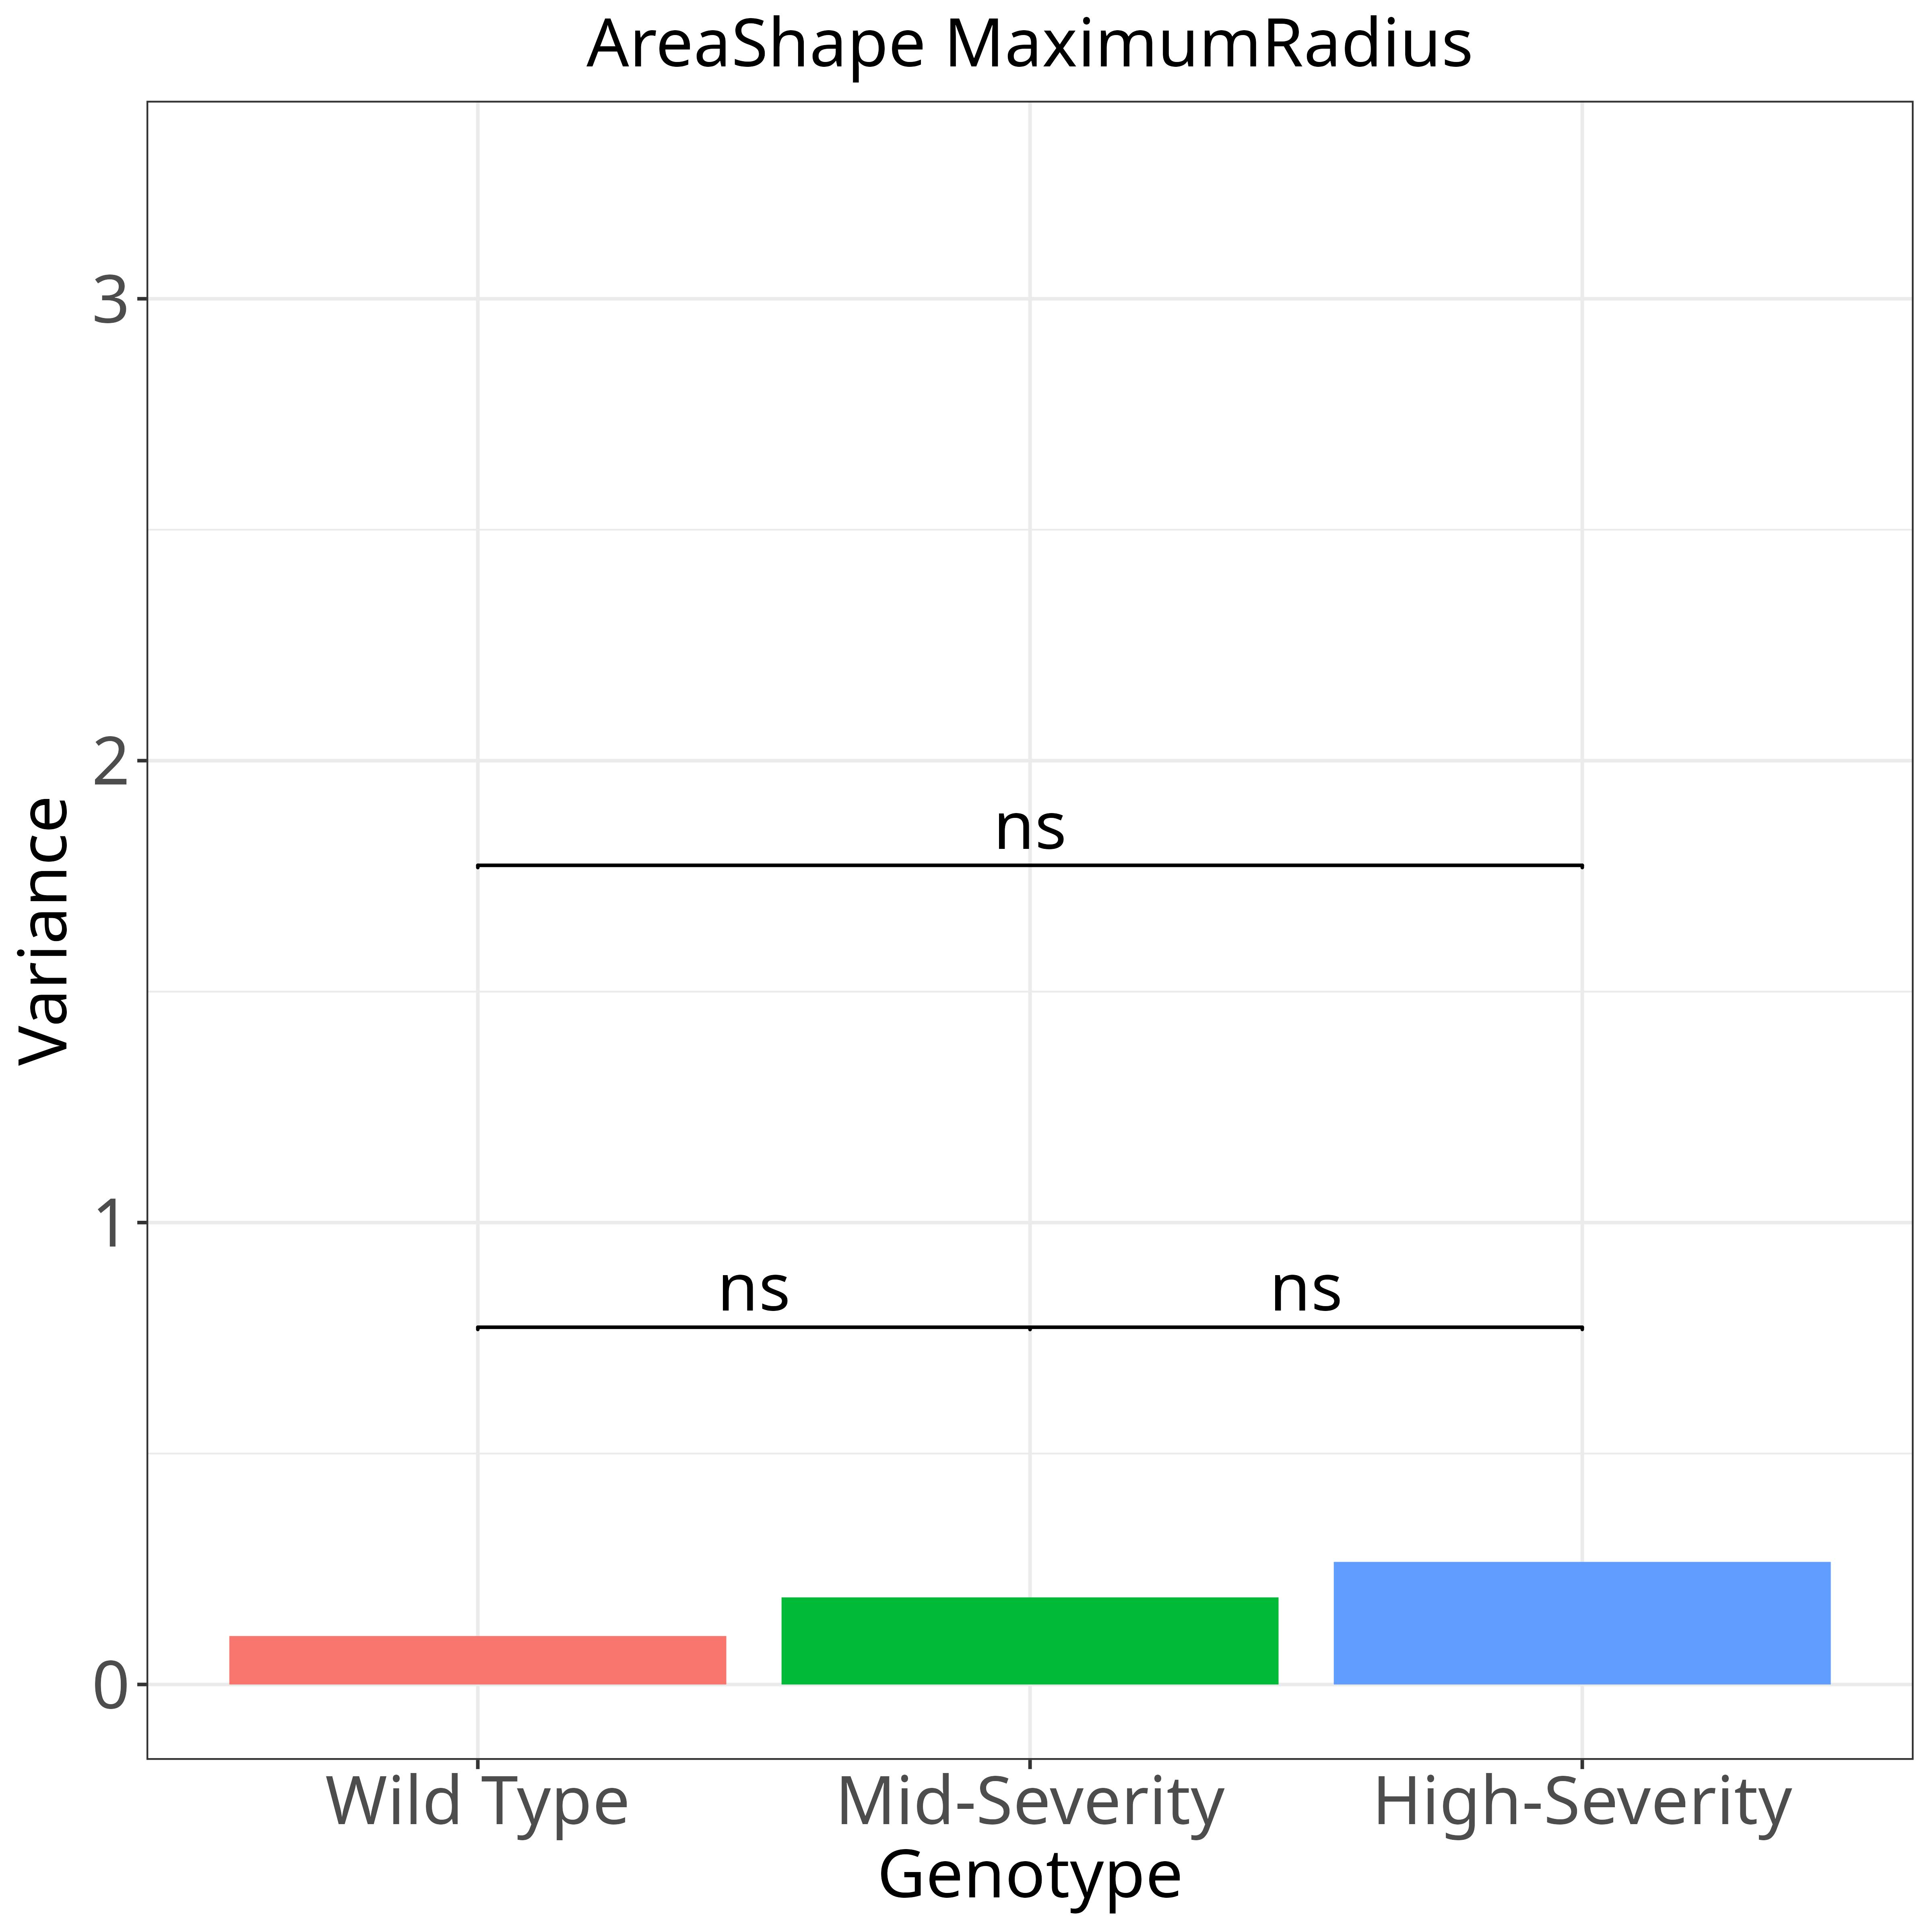 AreaShape MaximumRadius
3
2
1
0
Variance
ns
ns ns
Wild Type Mid-Severity High-Severity
Genotype